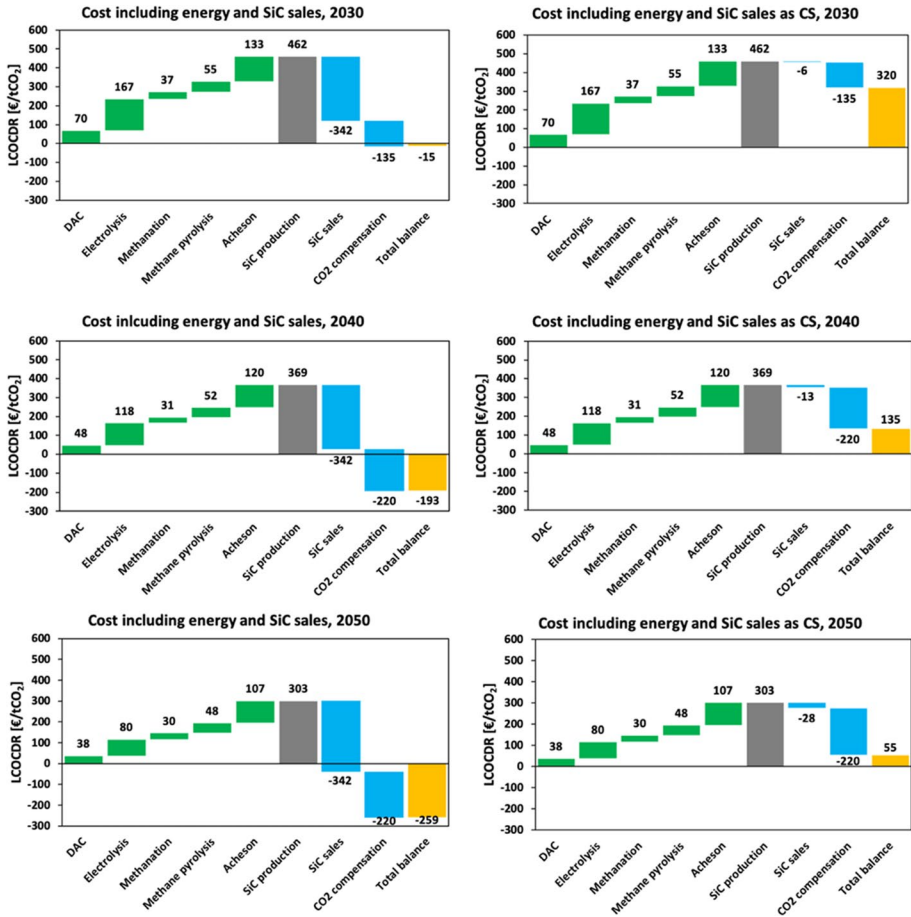 Cost including energy and SiC sales, 2030
LCOCDR [€/tCO₂]
600
500
400
300
200
100
0
-100
-200
-300
70
167
37
55
133
462
-342
-135
-15
DAC
Electrolysis
Methanation
Methane pyrolysis
Acheson
SiC production
SiC sales
CO2 compensation
Total balance
Cost including energy and SiC sales as CS, 2030
LCOCDR [€/tCO₂]
600
500
400
300
200
100
0
-100
-200
-300
70
167
37
55
133
462
-6
-135
320
DAC
Electrolysis
Methanation
Methane pyrolysis
Acheson
SiC production
SiC sales
CO2 compensation
Total balance
Cost inlcuding energy and SiC sales, 2040
LCOCDR [€/tCO₂]
600
500
400
300
200
100
0
-100
-200
-300
48
118
31
52
120
369
-342
-220
-193
DAC
Electrolysis
Methanation
Methane pyrolysis
Acheson
SiC production
SiC sales
CO2 compensation
Total balance
Cost including energy and SiC sales as CS, 2040
LCOCDR [€/tCO₂]
600
500
400
300
200
100
0
-100
-200
-300
48
118
31
52
120
369
-13
-220
135
DAC
Electrolysis
Methanation
Methane pyrolysis
Acheson
SiC production
SiC sales
CO2 compensation
Total balance
Cost including energy and SiC sales, 2050
LCOCDR [€/tCO₂]
600
500
400
300
200
100
0
-100
-200
-300
38
80
30
48
107
303
-342
-220
-259
DAC
Electrolysis
Methanation
Methane pyrolysis
Acheson
SiC production
SiC sales
CO2 compensation
Total balance
Cost including energy and SiC sales as CS, 2050
LCOCDR [€/tCO₂]
600
500
400
300
200
100
0
-100
-200
-300
38
80
30
48
107
303
-28
-220
55
DAC
Electrolysis
Methanation
Methane pyrolysis
Acheson
SiC production
SiC sales
CO2 compensation
Total balance